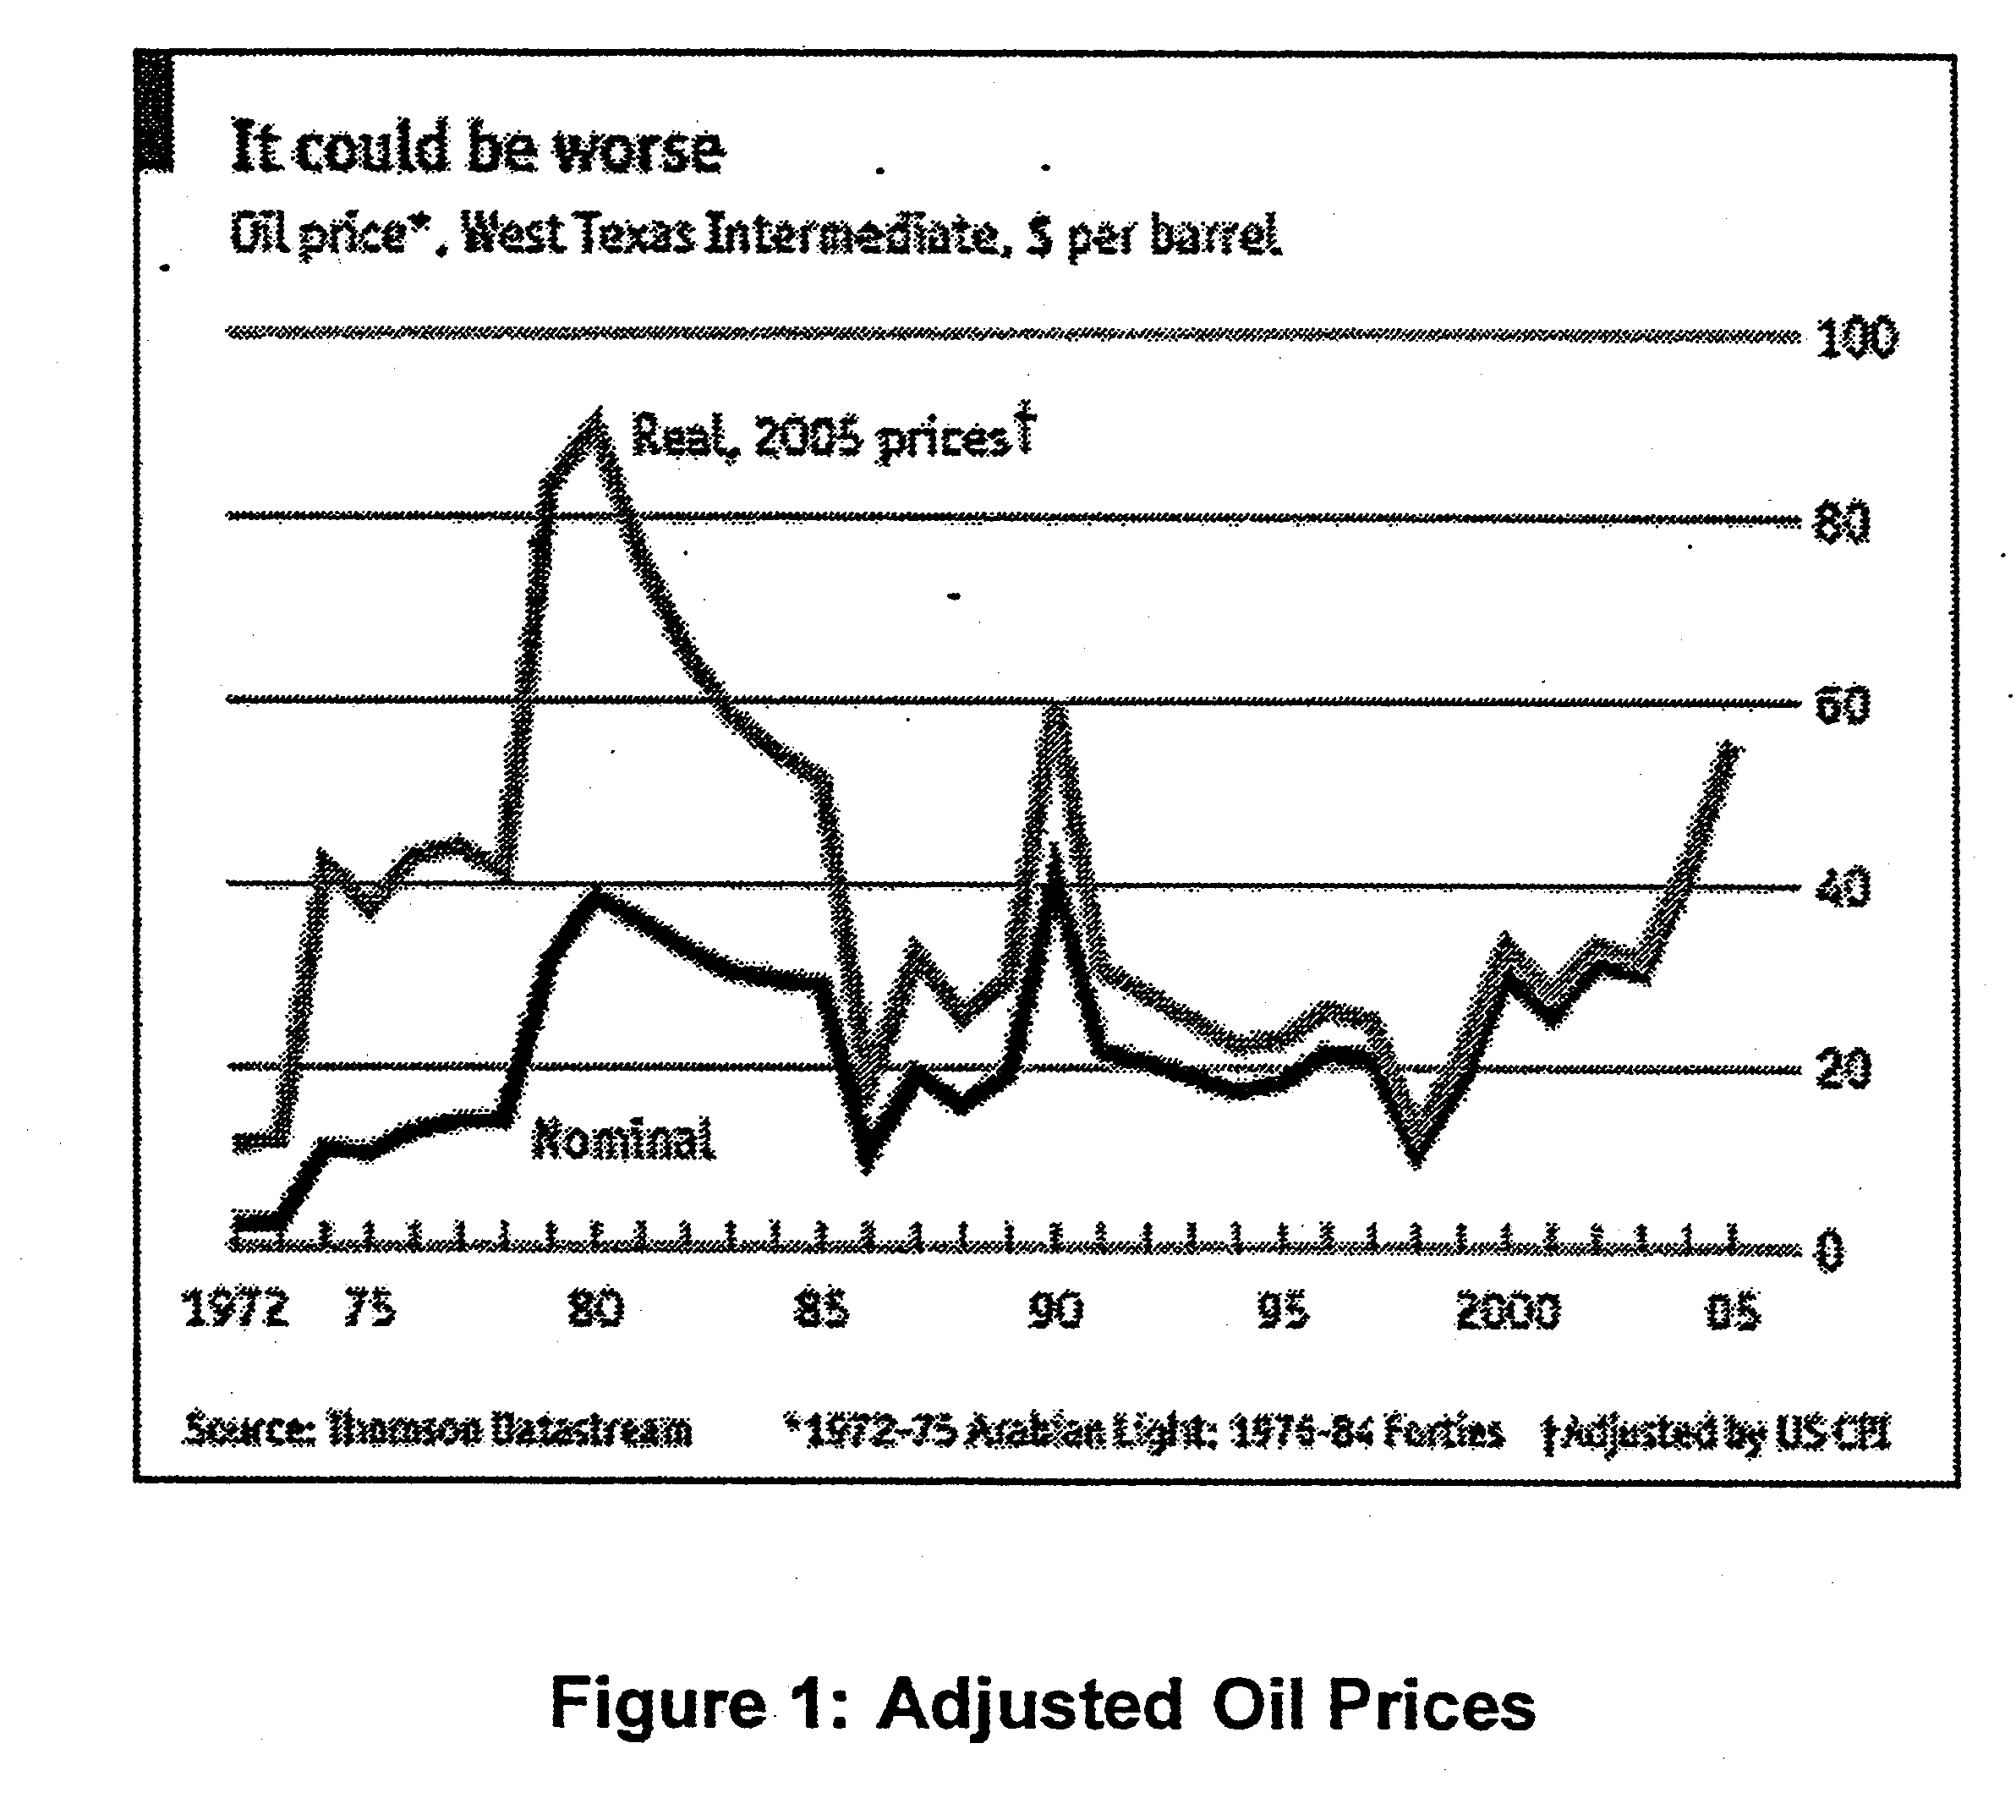 It could be worse
Oil price*, West Texas Intermediate, $ per barrel
100
Real, 2005 prices†
80
60
40
20
Nominal
0
1972 75 80 85 90 95 2000 05
Source: Thomson Datastream *1972-75 Arabian Light; 1976-84 Forties †Adjusted by US CPI
Figure 1: Adjusted Oil Prices